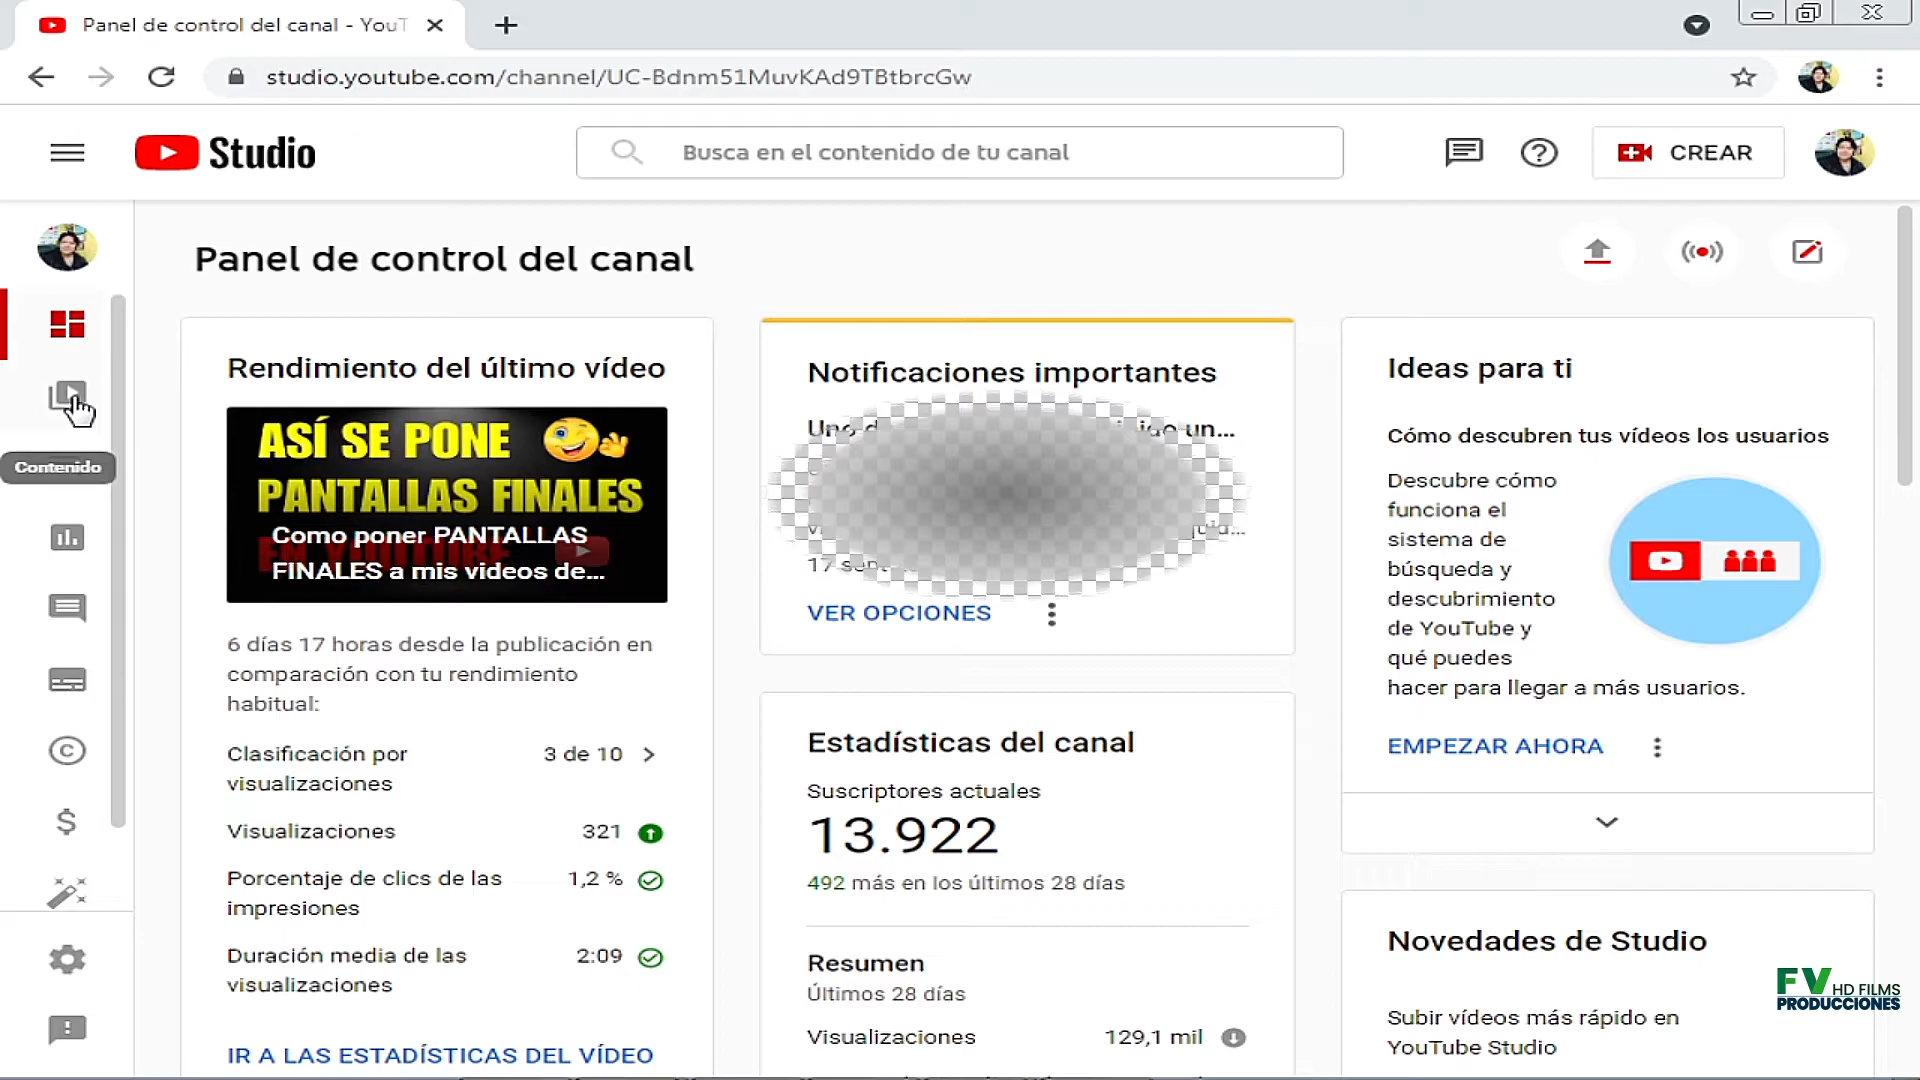 Panel de control del canal - YouT
studio.youtube.com/channel/UC-Bdnm51MuvKAd9TBtbrcGw
Studio
Busca en el contenido de tu canal
CREAR
Panel de control del canal
Contenido
Rendimiento del último vídeo
ASÍ SE PONE
PANTALLAS FINALES
EN YOUTUBE
Como poner PANTALLAS
FINALES a mis videos de...
6 días 17 horas desde la publicación en
comparación con tu rendimiento
habitual:
Clasificación por
visualizaciones
3 de 10
Visualizaciones
321
Porcentaje de clics de las
impresiones
1,2 %
Duración media de las
visualizaciones
2:09
IR A LAS ESTADÍSTICAS DEL VÍDEO
Notificaciones importantes
un...
17
VER OPCIONES
Estadísticas del canal
Suscriptores actuales
13.922
492 más en los últimos 28 días
Resumen
Últimos 28 días
Visualizaciones
129,1 mil
Ideas para ti
Cómo descubren tus vídeos los usuarios
Descubre cómo
funciona el
sistema de
búsqueda y
descubrimiento
de YouTube y
qué puedes
hacer para llegar a más usuarios.
EMPEZAR AHORA
Novedades de Studio
Subir vídeos más rápido en
YouTube Studio
FV HD FILMS
PRODUCCIONES